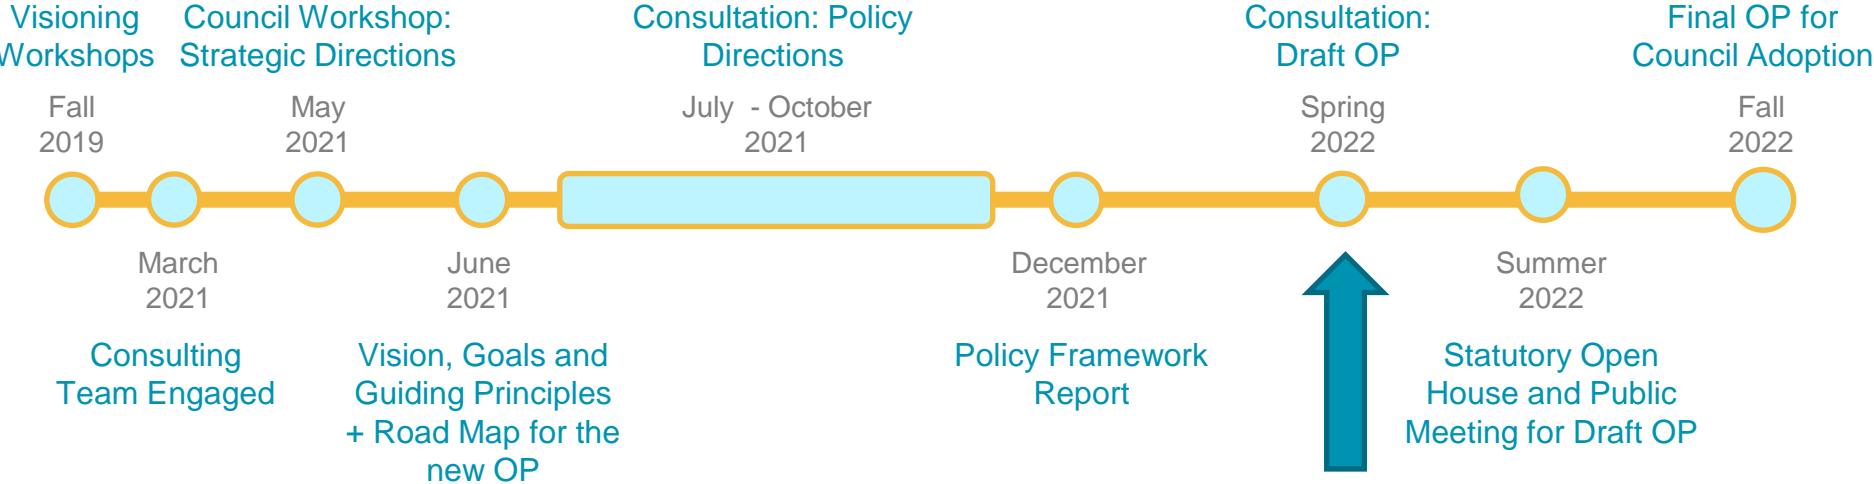 Visioning
Workshops
Fall
2019
Council Workshop:
Strategic Directions
May
2021
Consultation: Policy
Directions
July - October
2021
Consultation:
Draft OP
Spring
2022
Final OP for
Council Adoption
Fall
2022
March
2021
Consulting
Team Engaged
June
2021
Vision, Goals and
Guiding Principles
+ Road Map for the
new OP
December
2021
Policy Framework
Report
Summer
2022
Statutory Open
House and Public
Meeting for Draft OP